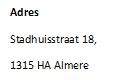 Adres
Stadhuisstraat 18,
1315 HA Almere